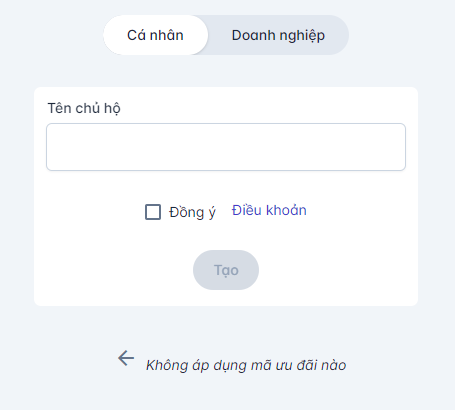 Cá nhân Doanh nghiệp
Tên chủ hộ
Đồng ý Điều khoản
Tạo
Không áp dụng mã ưu đãi nào